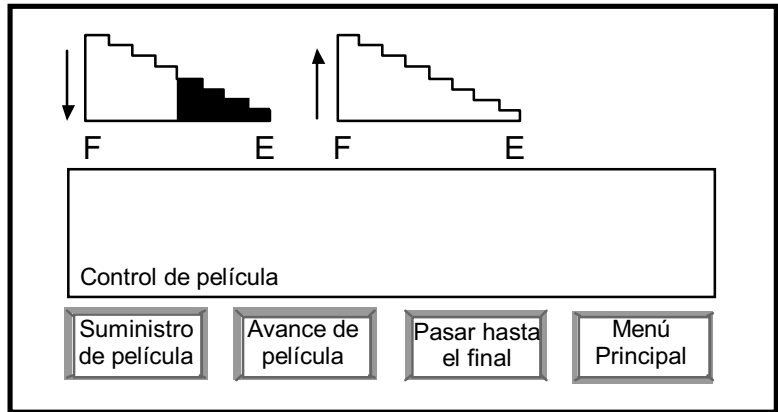 F E F E
Control de película
Suministro
de película
Avance de
película
Pasar hasta
el final
Menú
Principal